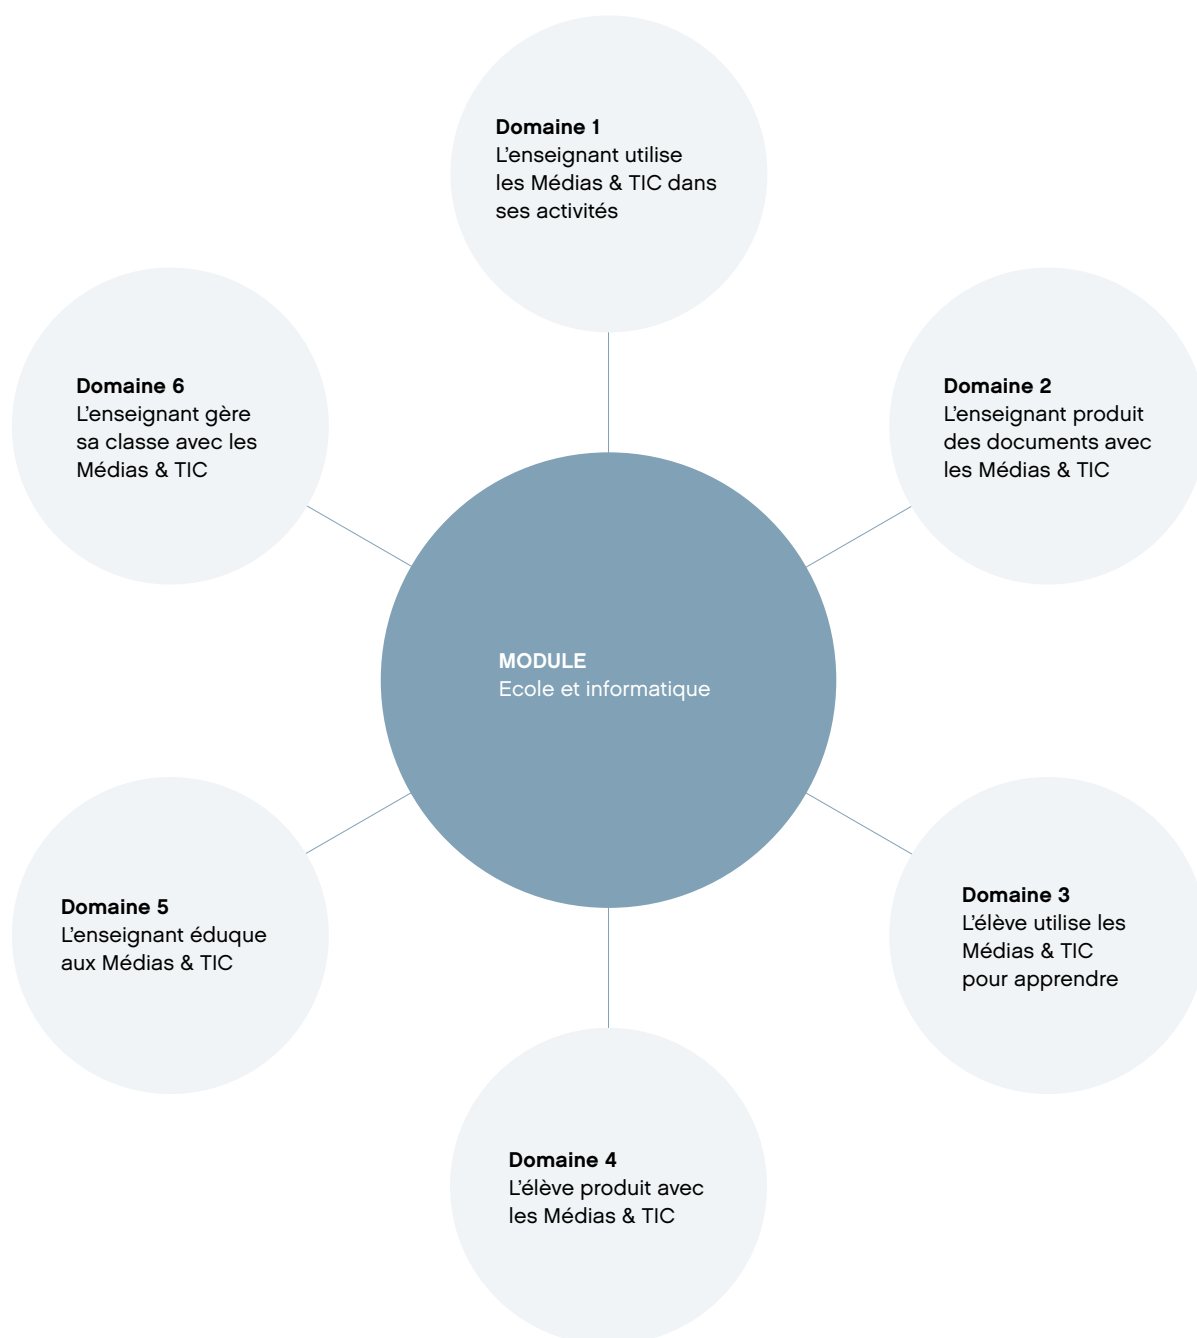 Domaine 1
L’enseignant utilise
les Médias & TIC dans
ses activités
Domaine 6
L’enseignant gère
sa classe avec les
Médias & TIC
Domaine 2
L’enseignant produit
des documents avec
les Médias & TIC
MODULE
Ecole et informatique
Domaine 5
L’enseignant éduque
aux Médias & TIC
Domaine 3
L’élève utilise les
Médias & TIC
pour apprendre
Domaine 4
L’élève produit avec
les Médias & TIC